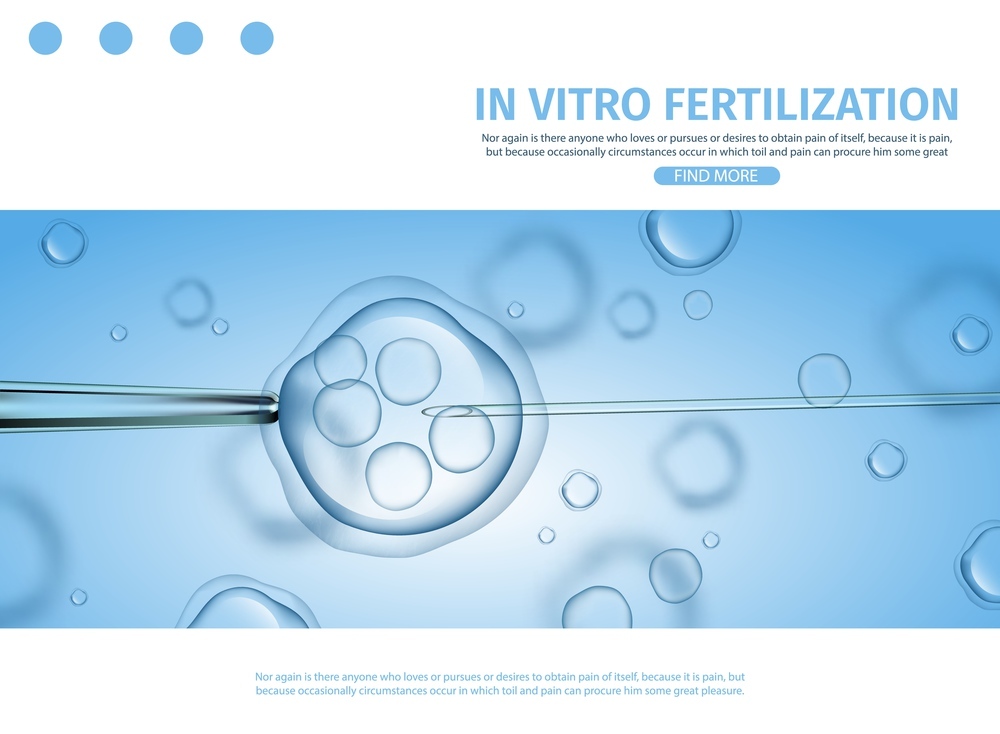 IN VITRO FERTILIZATION
Nor again is there anyone who loves or pursues or desires to obtain pain of itself, because it is pain,
but because occasionally circumstances occur in which toil and pain can procure him some great
FIND MORE
Nor again is there anyone who loves or pursues or desires to obtain pain of itself, because it is pain, but
because occasionally circumstances occur in which toil and pain can procure him some great pleasure.